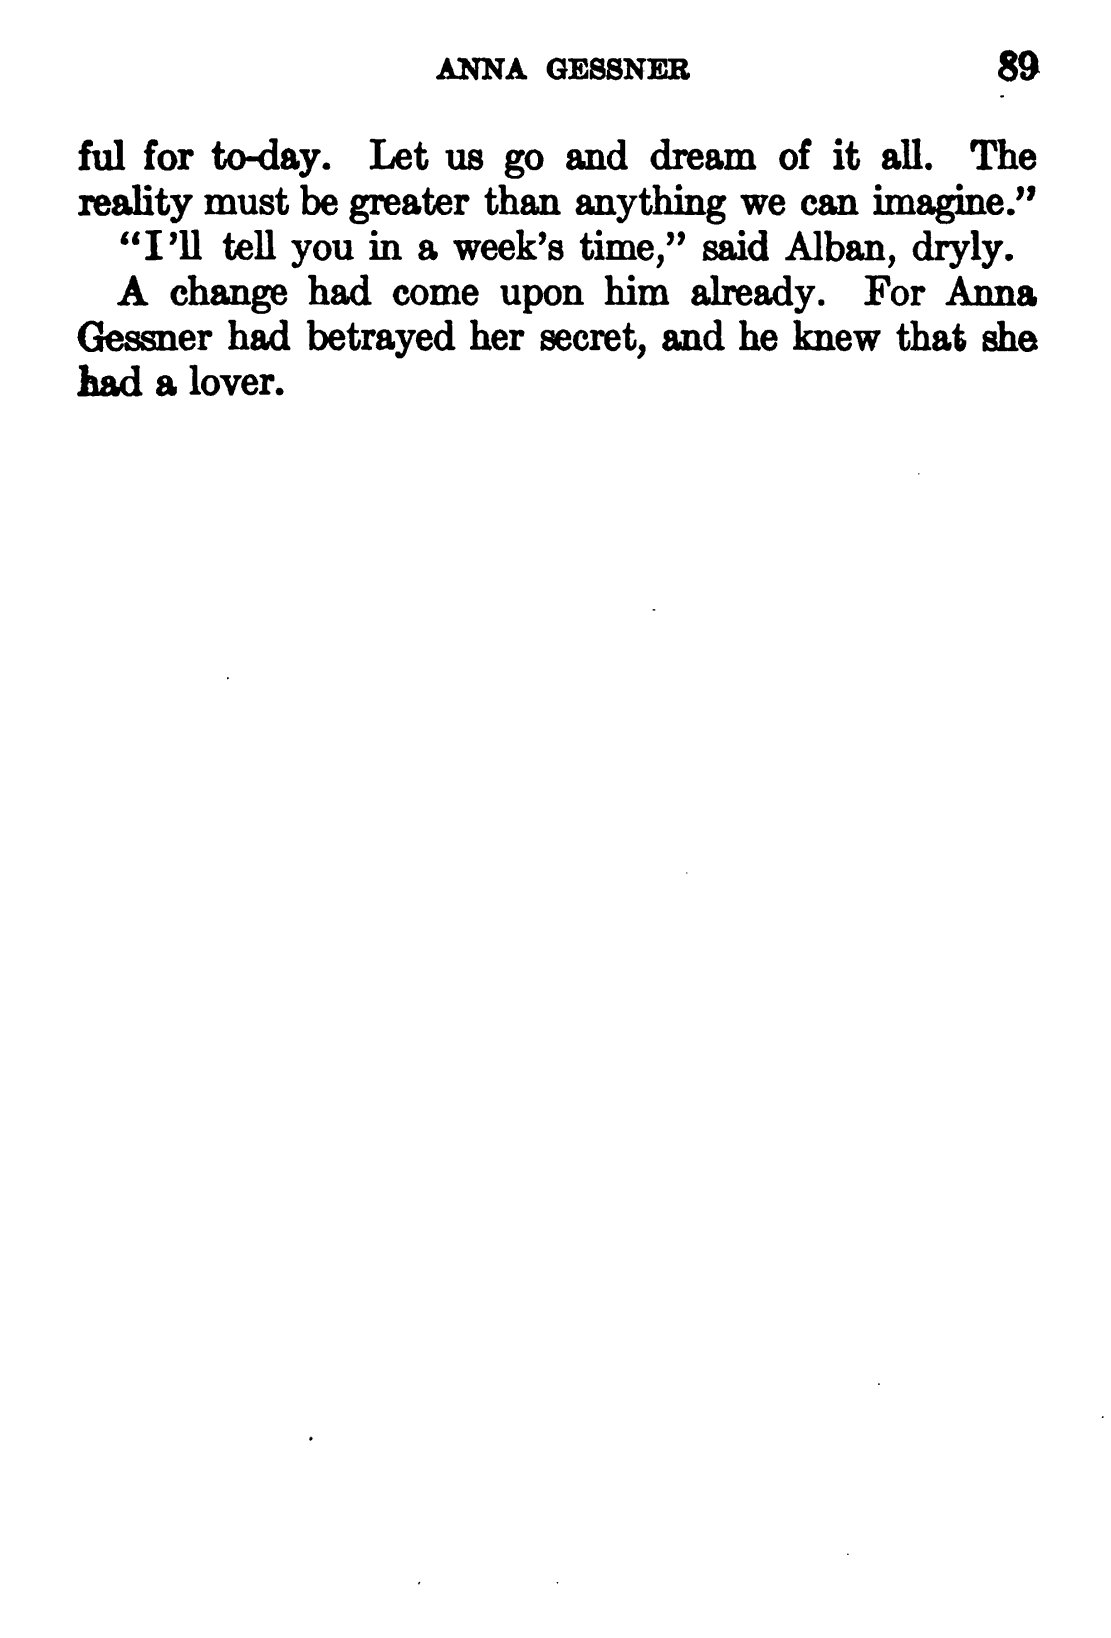 ANNA GESSNER 89
ful for to-day. Let us go and dream of it all. The
reality must be greater than anything we can imagine.”
“I’ll tell you in a week’s time,” said Alban, dryly.
A change had come upon him already. For Anna
Gessner had betrayed her secret, and he knew that she
had a lover.